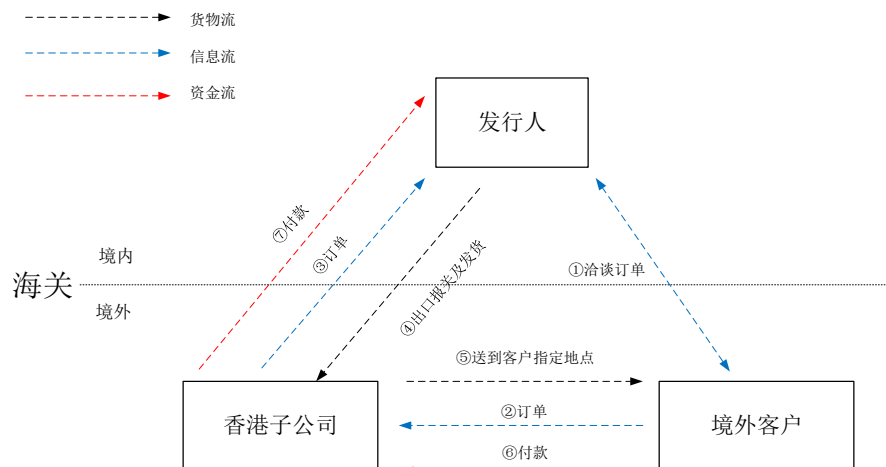 货物流
信息流
资金流
发行人
⑦付款
③订单
④出口报关及发货
①洽谈订单
境内
海关
境外
⑤送到客户指定地点
香港子公司
②订单
境外客户
⑥付款